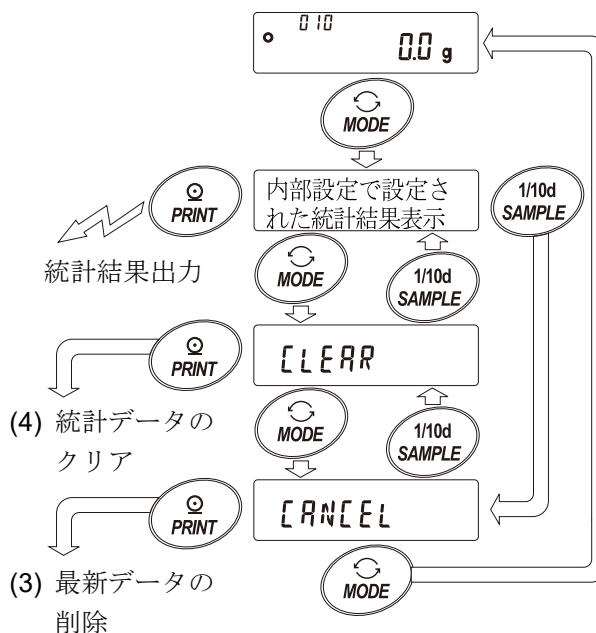 010
0.0 g
MODE
PRINT
内部設定で設定さ
れた統計結果表示
1/10d
SAMPLE
統計結果出力
MODE
1/10d
SAMPLE
PRINT
CLEAR
(4) 統計データの
クリア
MODE
1/10d
SAMPLE
PRINT
CANCEL
(3) 最新データの
削除
MODE